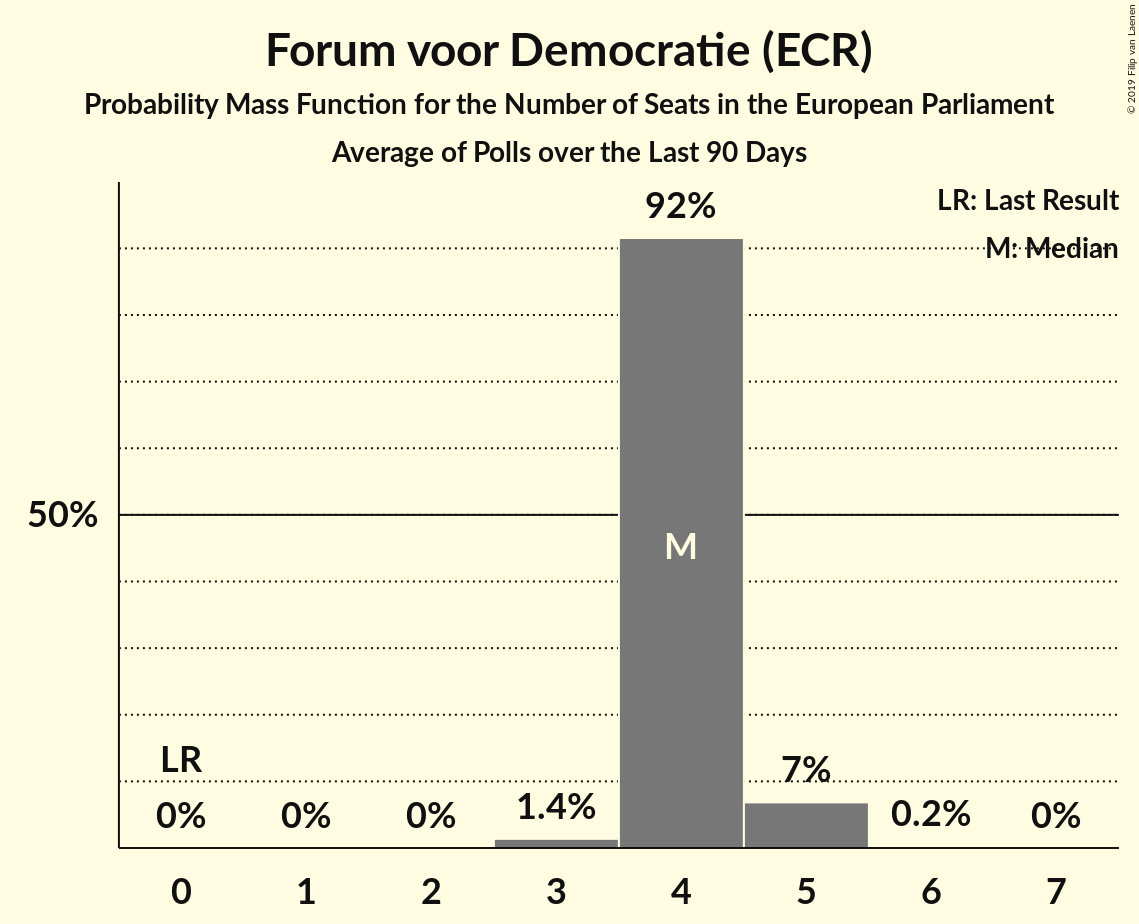 Forum voor Democratie (ECR)
Probability Mass Function for the Number of Seats in the European Parliament
Average of Polls over the Last 90 Days
© 2019 Filip van Laenen
LR: Last Result
M: Median
92%
50%
M
LR
0%
0%
0%
1.4%
7%
0.2%
0%
0 1 2 3 4 5 6 7